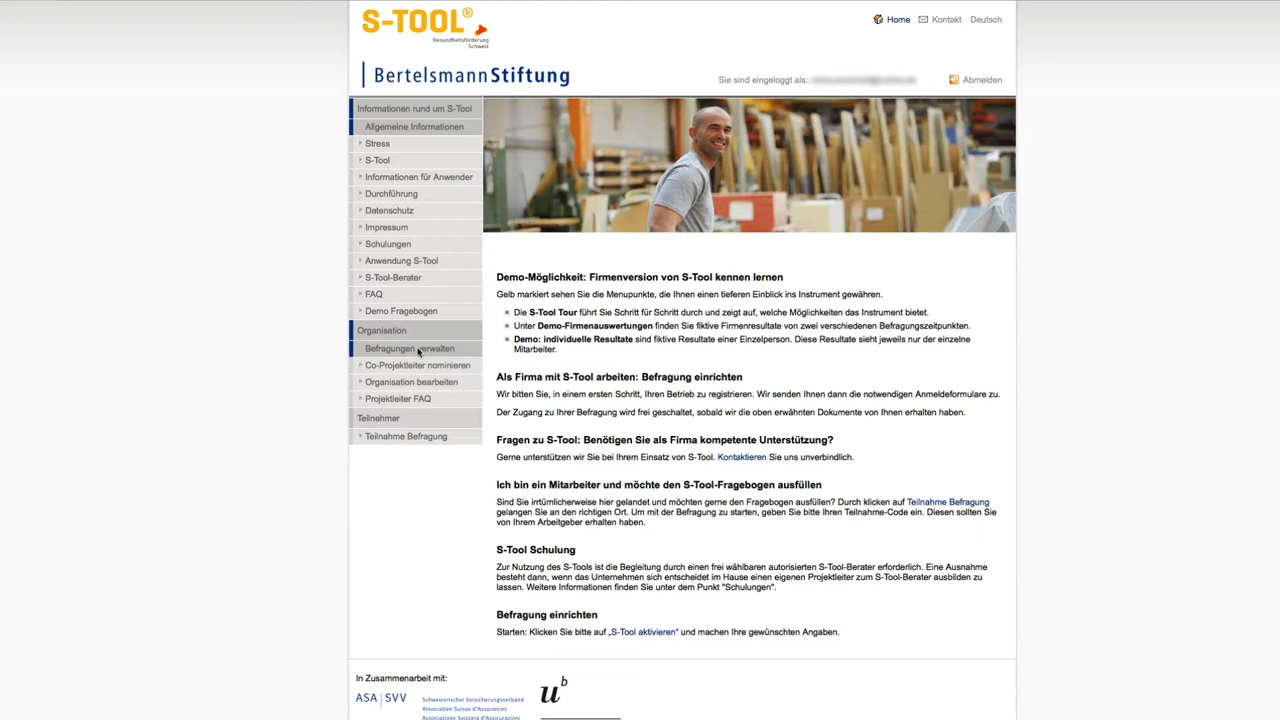 S-TOOL®
Gesundheitsförderung
Schweiz
Home Kontakt Deutsch
BertelsmannStiftung
Sie sind eingeloggt als:
Abmelden
Informationen rund um S-Tool
Allgemeine Informationen
Stress
S-Tool
Informationen für Anwender
Durchführung
Datenschutz
Impressum
Schulungen
Anwendung S-Tool
S-Tool-Berater
FAQ
Demo Fragebogen
Organisation
Befragungen verwalten
Co-Projektleiter nominieren
Organisation bearbeiten
Projektleiter FAQ
Teilnehmer
Teilnahme Befragung
Demo-Möglichkeit: Firmenversion von S-Tool kennen lernen
Gelb markiert sehen Sie die Menupunkte, die Ihnen einen tieferen Einblick ins Instrument gewähren.
Die S-Tool Tour führt Sie Schritt für Schritt durch und zeigt auf, welche Möglichkeiten das Instrument bietet.
Unter Demo-Firmenauswertungen finden Sie fiktive Firmenresultate von zwei verschiedenen Befragungszeitpunkten.
Demo: individuelle Resultate sind fiktive Resultate einer Einzelperson. Diese Resultate sieht jeweils nur der einzelne
Mitarbeiter.
Als Firma mit S-Tool arbeiten: Befragung einrichten
Wir bitten Sie, in einem ersten Schritt, Ihren Betrieb zu registrieren. Wir senden Ihnen dann die notwendigen Anmeldeformulare zu.
Der Zugang zu Ihrer Befragung wird frei geschaltet, sobald wir die oben erwähnten Dokumente von Ihnen erhalten haben.
Fragen zu S-Tool: Benötigen Sie als Firma kompetente Unterstützung?
Gerne unterstützen wir Sie bei Ihrem Einsatz von S-Tool. Kontaktieren Sie uns unverbindlich.
Ich bin ein Mitarbeiter und möchte den S-Tool-Fragebogen ausfüllen
Sind Sie irrtümlicherweise hier gelandet und möchten gerne den Fragebogen ausfüllen? Durch klicken auf Teilnahme Befragung
gelangen Sie an den richtigen Ort. Um mit der Befragung zu starten, geben Sie bitte Ihren Teilnahme-Code ein. Diesen sollten Sie
von Ihrem Arbeitgeber erhalten haben.
S-Tool Schulung
Zur Nutzung des S-Tools ist die Begleitung durch einen frei wählbaren autorisierten S-Tool-Berater erforderlich. Eine Ausnahme
besteht dann, wenn das Unternehmen sich entscheidet im Hause einen eigenen Projektleiter zum S-Tool-Berater ausbilden zu
lassen. Weitere Informationen finden Sie unter dem Punkt "Schulungen".
Befragung einrichten
Starten: Klicken Sie bitte auf „S-Tool aktivieren" und machen Ihre gewünschten Angaben.
In Zusammenarbeit mit:
ASA | SVV
Schweizerischer Versicherungsverband
Association Suisse d'Assurances
Associazione Svizzera d'Assicurazioni
u b